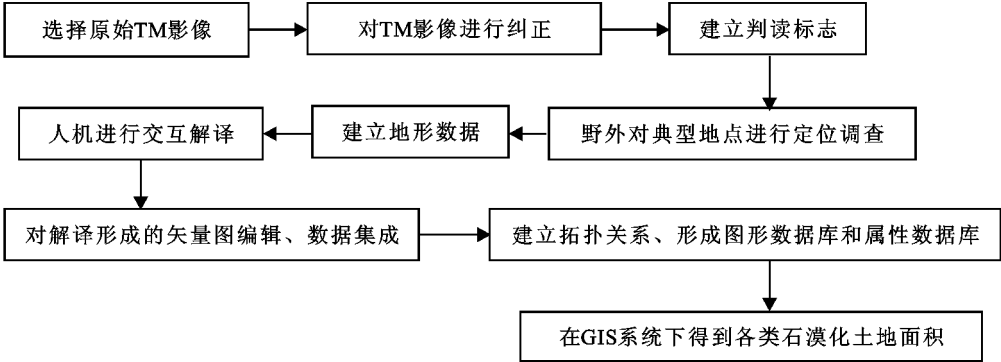 选择原始TM影像
对TM影像进行纠正
建立判读标志
野外对典型地点进行定位调查
建立地形数据
人机进行交互解译
对解译形成的矢量图编辑、数据集成
建立拓扑关系、形成图形数据库和属性数据库
在GIS系统下得到各类石漠化土地面积